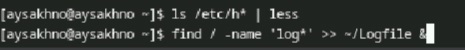 [aysakhno@aysakhno ~]$ ls /etc/h* | less
[aysakhno@aysakhno ~]$ find / -name 'log*' >> ~/Logfile &